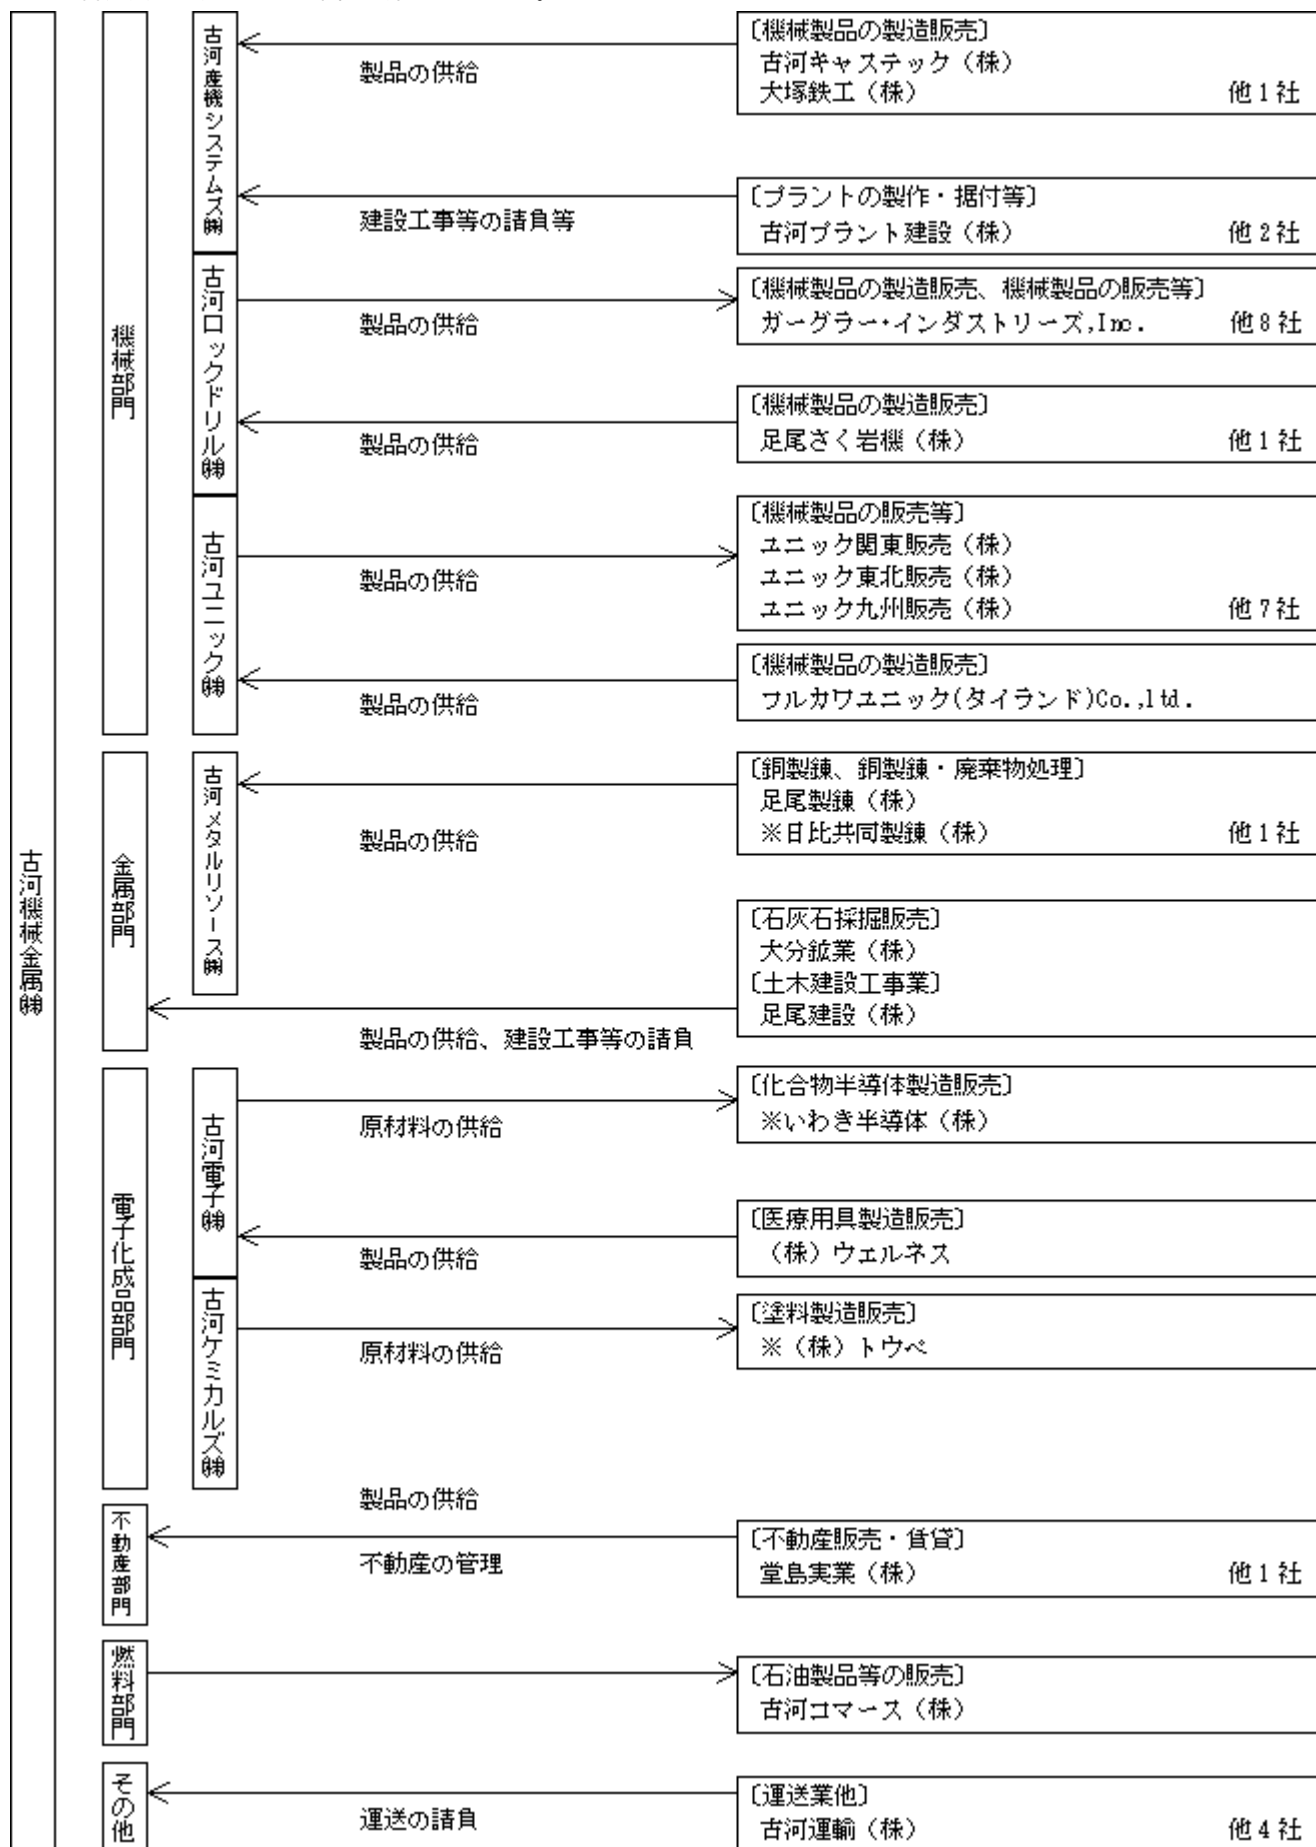 古河機械金属㈱
機械部門
古河産機システムズ㈱
製品の供給
〔機械製品の製造販売〕
古河キャステック（株）
大塚鉄工（株） 他１社
建設工事等の請負等
〔プラントの製作・据付等〕
古河プラント建設（株） 他２社
古河ロックドリル㈱
製品の供給
〔機械製品の製造販売、機械製品の販売等〕
ガーグラー・インダストリーズ,Inc. 他８社
製品の供給
〔機械製品の製造販売〕
足尾さく岩機（株） 他１社
古河ユニック㈱
製品の供給
〔機械製品の販売等〕
ユニック関東販売（株）
ユニック東北販売（株）
ユニック九州販売（株） 他７社
製品の供給
〔機械製品の製造販売〕
フルカワユニック(タイランド)Co.,ltd.
金属部門
古河メタルリソース㈱
製品の供給
〔銅製錬、銅製錬・廃棄物処理〕
足尾製錬（株）
※日比共同製錬（株） 他１社
製品の供給、建設工事等の請負
〔石灰石採掘販売〕
大分鉱業（株）
〔土木建設工事業〕
足尾建設（株）
電子化成品部門
古河電子㈱
原材料の供給
〔化合物半導体製造販売〕
※いわき半導体（株）
製品の供給
〔医療用具製造販売〕
（株）ウェルネス
古河ケミカルズ㈱
原材料の供給
〔塗料製造販売〕
※（株）トウペ
不動産部門
製品の供給
不動産の管理
〔不動産販売・賃貸〕
堂島実業（株） 他１社
燃料部門
〔石油製品等の販売〕
古河コマース（株）
その他
運送の請負
〔運送業他〕
古河運輸（株） 他４社